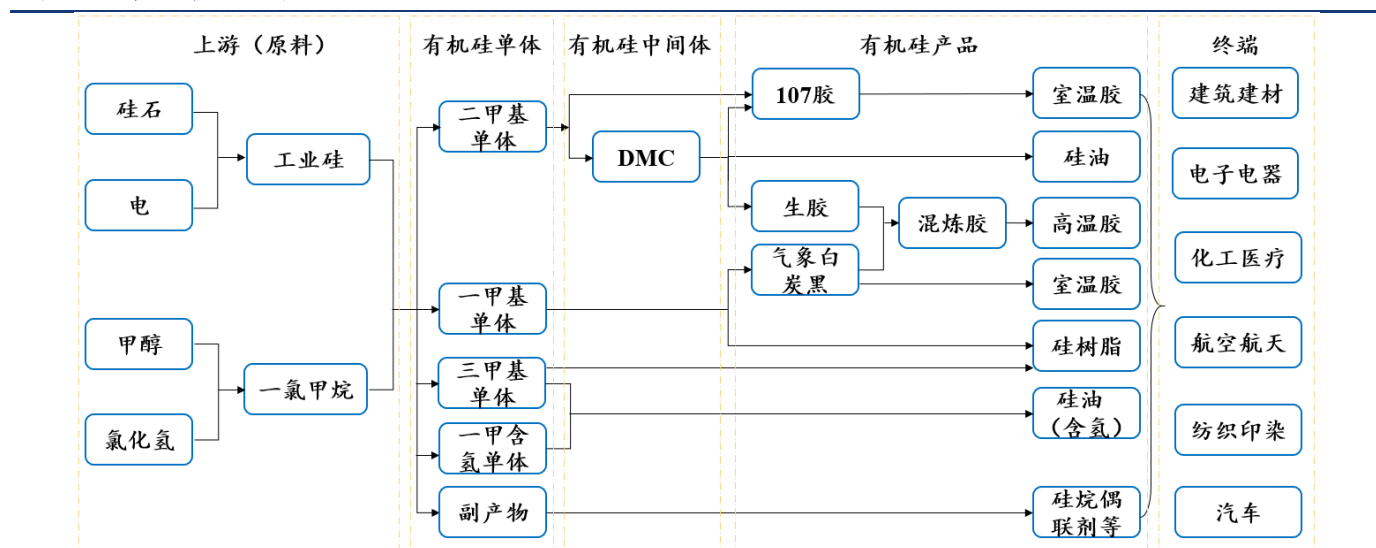 上游（原料）
有机硅单体
有机硅中间体
有机硅产品
终端
硅石
电
工业硅
甲醇
氯化氢
一氯甲烷
二甲基
单体
一甲基
单体
三甲基
单体
一甲含
氢单体
副产物
DMC
107胶
生胶
气象白
炭黑
混炼胶
室温胶
硅油
高温胶
室温胶
硅树脂
硅油
（含氢）
硅烷偶
联剂等
建筑建材
电子电器
化工医疗
航空航天
纺织印染
汽车